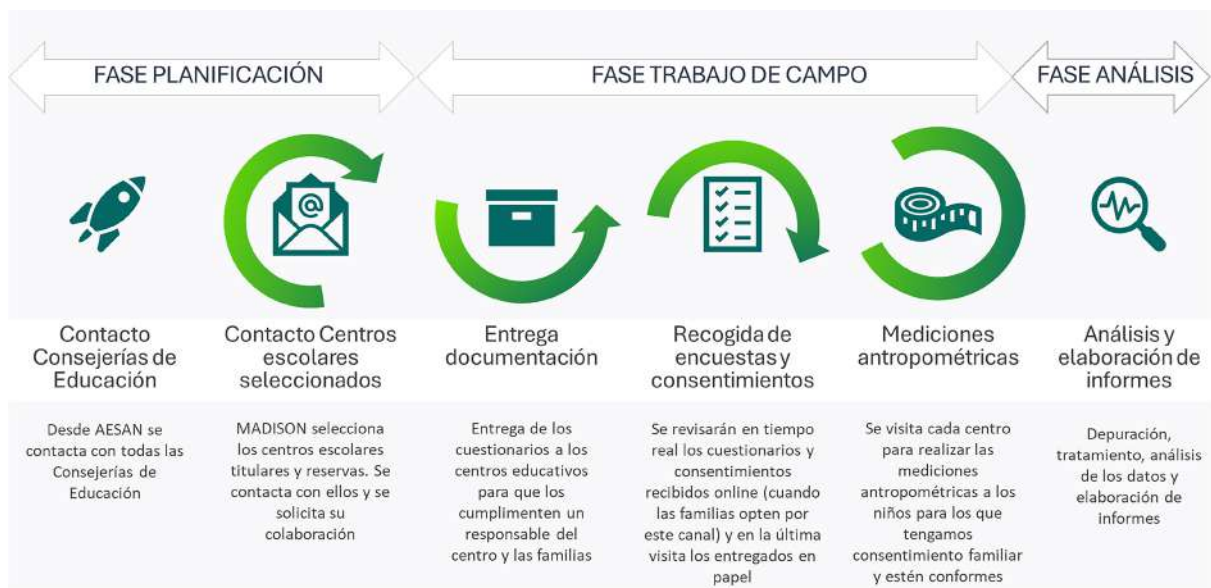 FASE PLANIFICACIÓN
FASE TRABAJO DE CAMPO
FASE ANÁLISIS
@
Contacto
Consejerías de
Educación
Contacto Centros
escolares
seleccionados
Entrega
documentación
Recogida de
encuestas y
consentimientos
Mediciones
antropométricas
Análisis y
elaboración de
informes
Desde AESAN se
contacta con todas las
Consejerías de
Educación
MADISON selecciona
los centros escolares
titulares y reservas. Se
contacta con ellos y se
solicita su
colaboración
Entrega de los
cuestionarios a los
centros educativos
para que los
cumplimenten un
responsable del
centro y las familias
Se revisarán en tiempo
real los cuestionarios y
consentimientos
recibidos online (cuando
las familias opten por
este canal) y en la última
visita los entregados en
papel
Se visita cada centro
para realizar las
mediciones
antropométricas a los
niños para los que
tengamos
consentimiento familiar
y estén conformes
Depuración,
tratamiento, análisis
de los datos y
elaboración de
informes